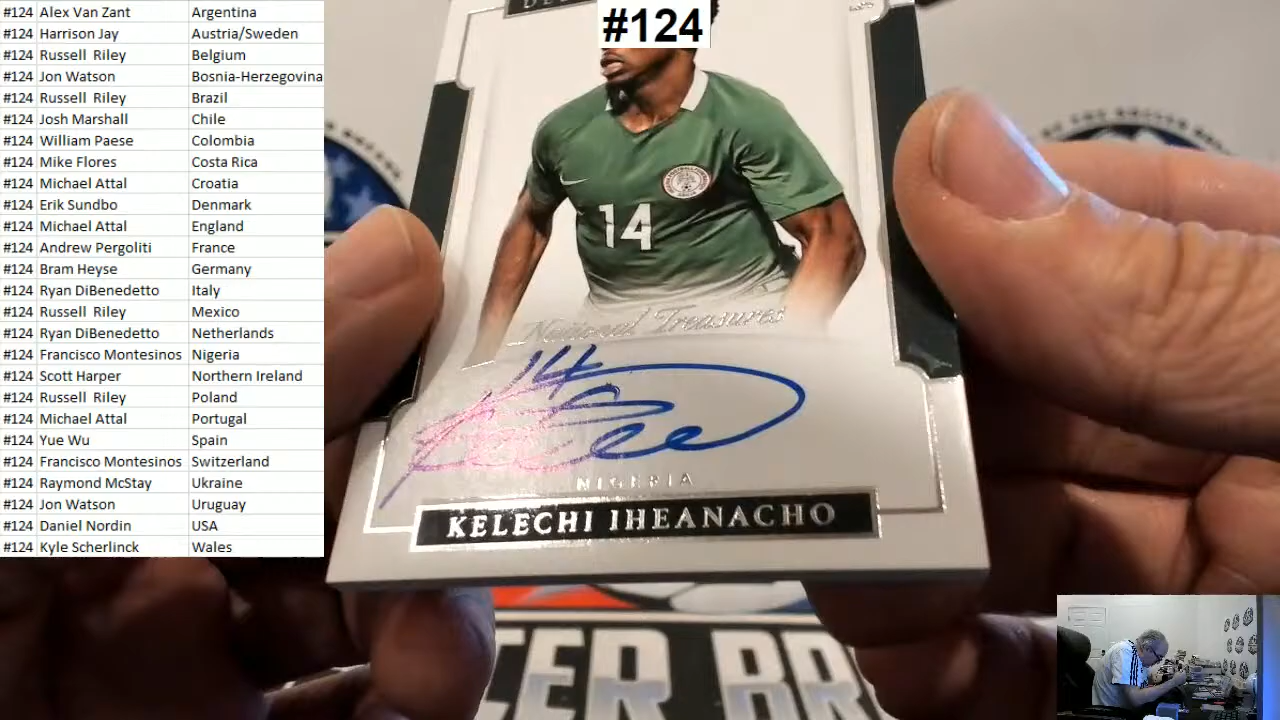 #124 Alex Van Zant Argentina
#124 Harrison Jay Austria/Sweden
#124 Russell Riley Belgium
#124 Jon Watson Bosnia-Herzegovina
#124 Russell Riley Brazil
#124 Josh Marshall Chile
#124 William Paese Colombia
#124 Mike Flores Costa Rica
#124 Michael Attal Croatia
#124 Erik Sundbo Denmark
#124 Michael Attal England
#124 Andrew Pergoliti France
#124 Bram Heyse Germany
#124 Ryan DiBenedetto Italy
#124 Russell Riley Mexico
#124 Ryan DiBenedetto Netherlands
#124 Francisco Montesinos Nigeria
#124 Scott Harper Northern Ireland
#124 Russell Riley Poland
#124 Michael Attal Portugal
#124 Yue Wu Spain
#124 Francisco Montesinos Switzerland
#124 Raymond McStay Ukraine
#124 Jon Watson Uruguay
#124 Daniel Nordin USA
#124 Kyle Scherlinck Wales
#124
14
National Treasures
14
NIGERIA
KELECHI IHEANACHO
CER BR